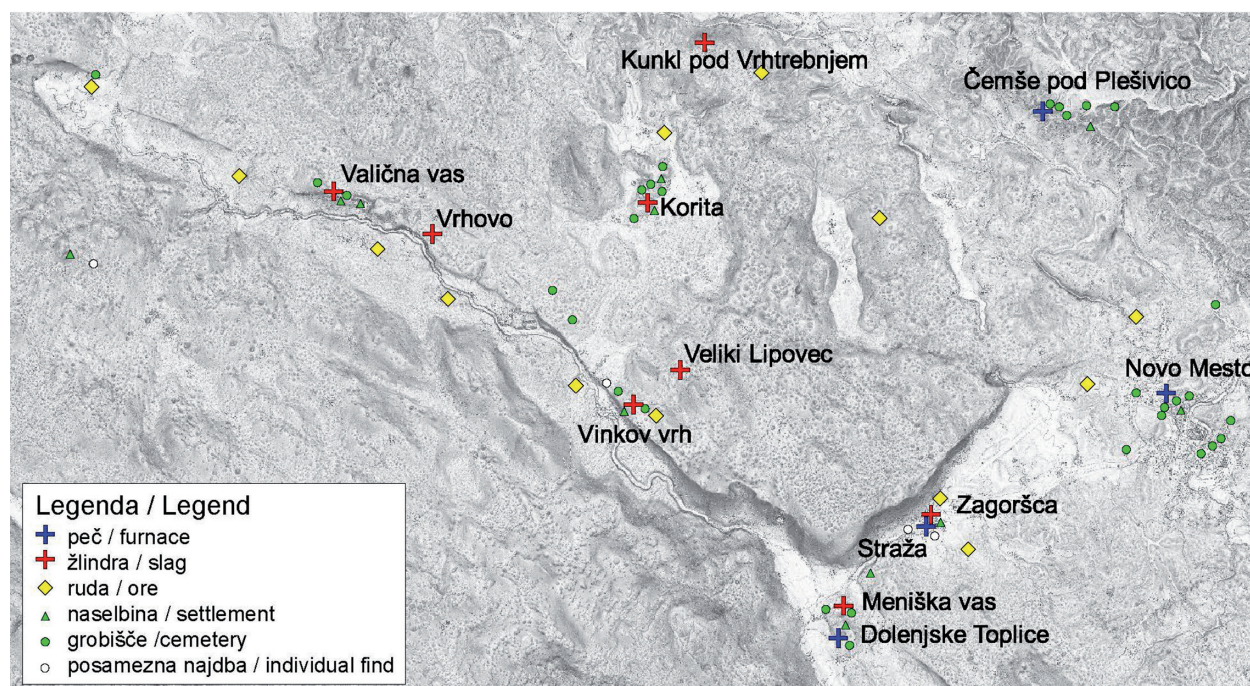 Kunkl pod Vrhtrebnjem
Čemše pod Plešivico
Valična vas
Vrhovo
Korita
Veliki Lipovec
Novo Mesto
Vinkov vrh
Zagoršca
Straža
Meniška vas
Dolenjske Toplice
Legenda / Legend
peč / furnace
žlindra / slag
ruda / ore
naselbina / settlement
grobišče /cemetery
posamezna najdba / individual find